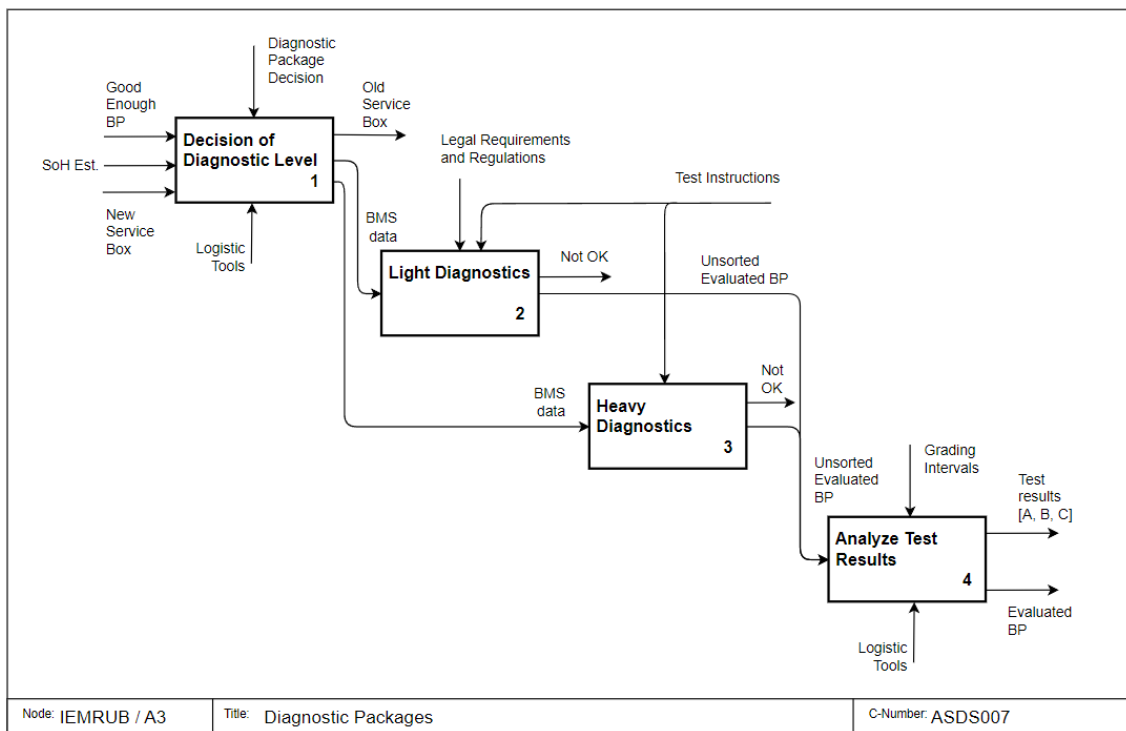 Diagnostic
Package
Decision
Good
Enough
BP
Old
Service
Box
Decision of
Diagnostic Level
1
SoH Est.
New
Service
Box
Logistic
Tools
Legal Requirements
and Regulations
Test Instructions
BMS
data
Light Diagnostics
2
Not OK
Unsorted
Evaluated BP
BMS
data
Heavy
Diagnostics
3
Not
OK
Unsorted
Evaluated
BP
Grading
Intervals
Test
results
[A, B, C]
Analyze Test
Results
4
Evaluated
BP
Logistic
Tools
Node: IEMRUB / A3
Title: Diagnostic Packages
C-Number: ASDS007